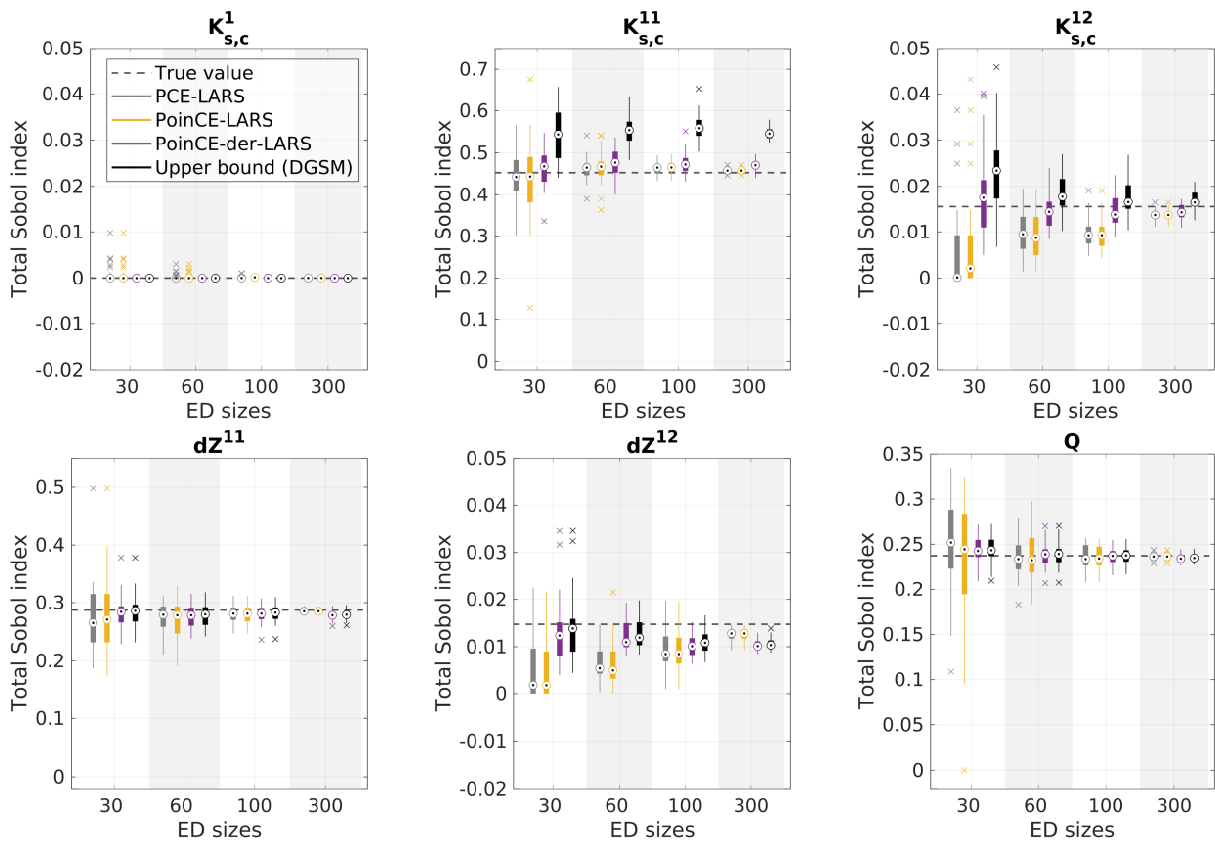 K¹s,c
0.05
0.04
0.03
0.02
0.01
0
-0.01
-0.02
Total Sobol index
True value
PCE-LARS
PoinCE-LARS
PoinCE-der-LARS
Upper bound (DGSM)
30 60 100 300
ED sizes
K¹¹s,c
0.7
0.6
0.5
0.4
0.3
0.2
0.1
0
Total Sobol index
30 60 100 300
ED sizes
K¹²s,c
0.05
0.04
0.03
0.02
0.01
0
-0.01
-0.02
Total Sobol index
30 60 100 300
ED sizes
dZ¹¹
0.5
0.4
0.3
0.2
0.1
0
Total Sobol index
30 60 100 300
ED sizes
dZ¹²
0.05
0.04
0.03
0.02
0.01
0
-0.01
-0.02
Total Sobol index
30 60 100 300
ED sizes
Q
0.35
0.3
0.25
0.2
0.15
0.1
0.05
0
Total Sobol index
30 60 100 300
ED sizes